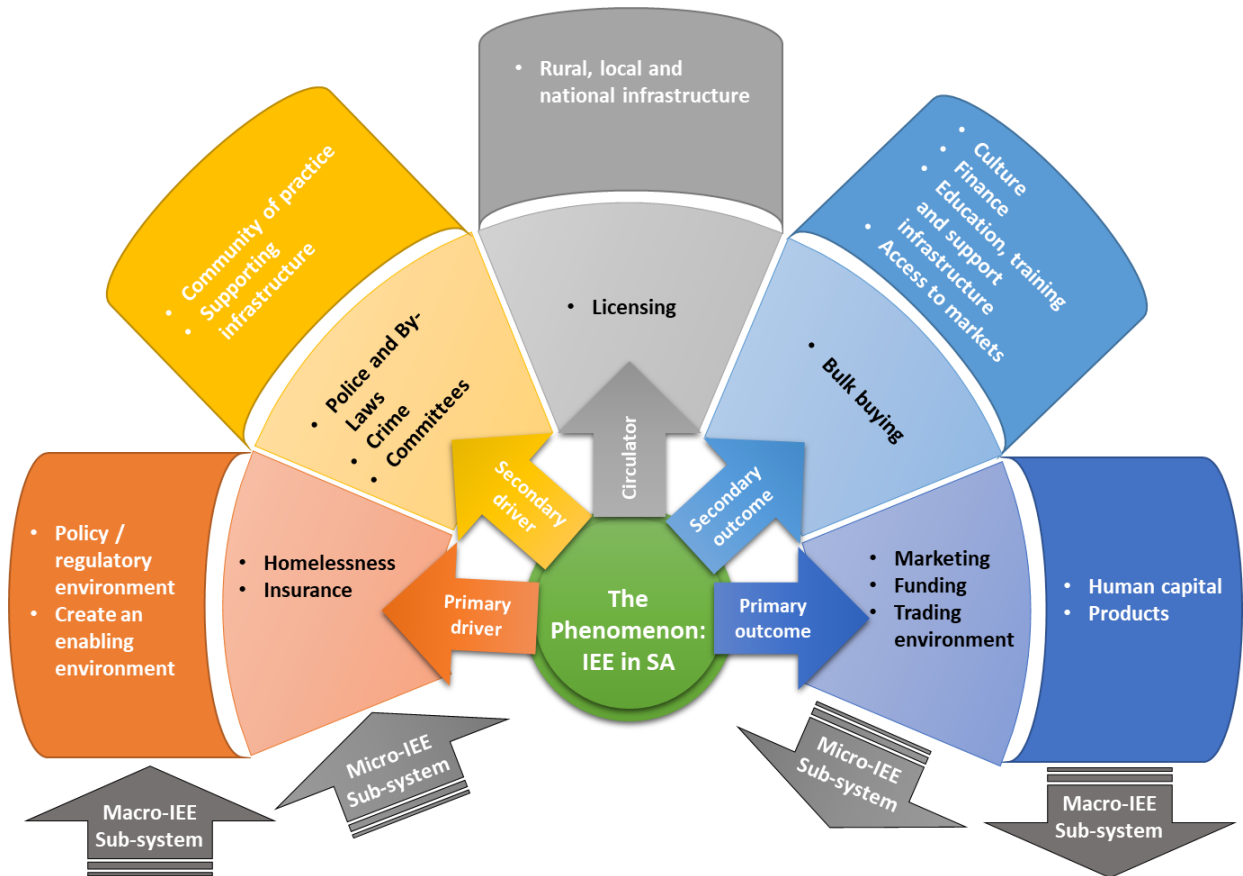 • Rural, local and
national infrastructure
• Community of practice
• Supporting
infrastructure
• Culture
• Finance
• Education, training
and support
infrastructure
• Access to markets
• Licensing
• Police and By-
Laws
• Crime
• Committees
• Bulk buying
• Policy /
regulatory
environment
• Create an
enabling
environment
• Homelessness
• Insurance
Primary
driver
Secondary
driver
Circulator
Secondary
outcome
Primary
outcome
The
Phenomenon:
IEE in SA
• Marketing
• Funding
• Trading
environment
• Human capital
• Products
Macro-IEE
Sub-system
Micro-IEE
Sub-system
Micro-IEE
Sub-system
Macro-IEE
Sub-system